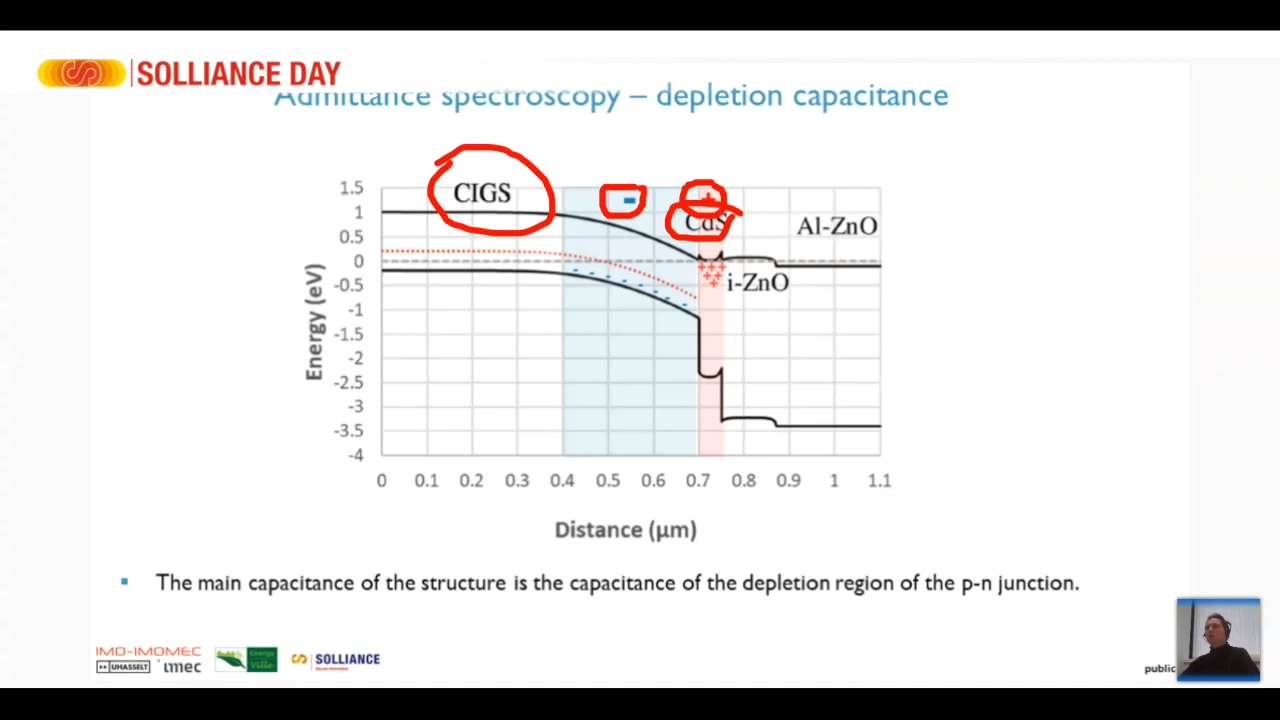 SOLLIANCE DAY
Admittance spectroscopy – depletion capacitance
CIGS
-
+
CdS
Al-ZnO
i-ZnO
Energy (eV)
1.5
1
0.5
0
-0.5
-1
-1.5
-2
-2.5
-3
-3.5
-4
0 0.1 0.2 0.3 0.4 0.5 0.6 0.7 0.8 0.9 1 1.1
Distance (µm)
▪ The main capacitance of the structure is the capacitance of the depletion region of the p-n junction.
IMO-IMOMEC
UHASSELT imec
Energy
Ville
SOLLIANCE
public